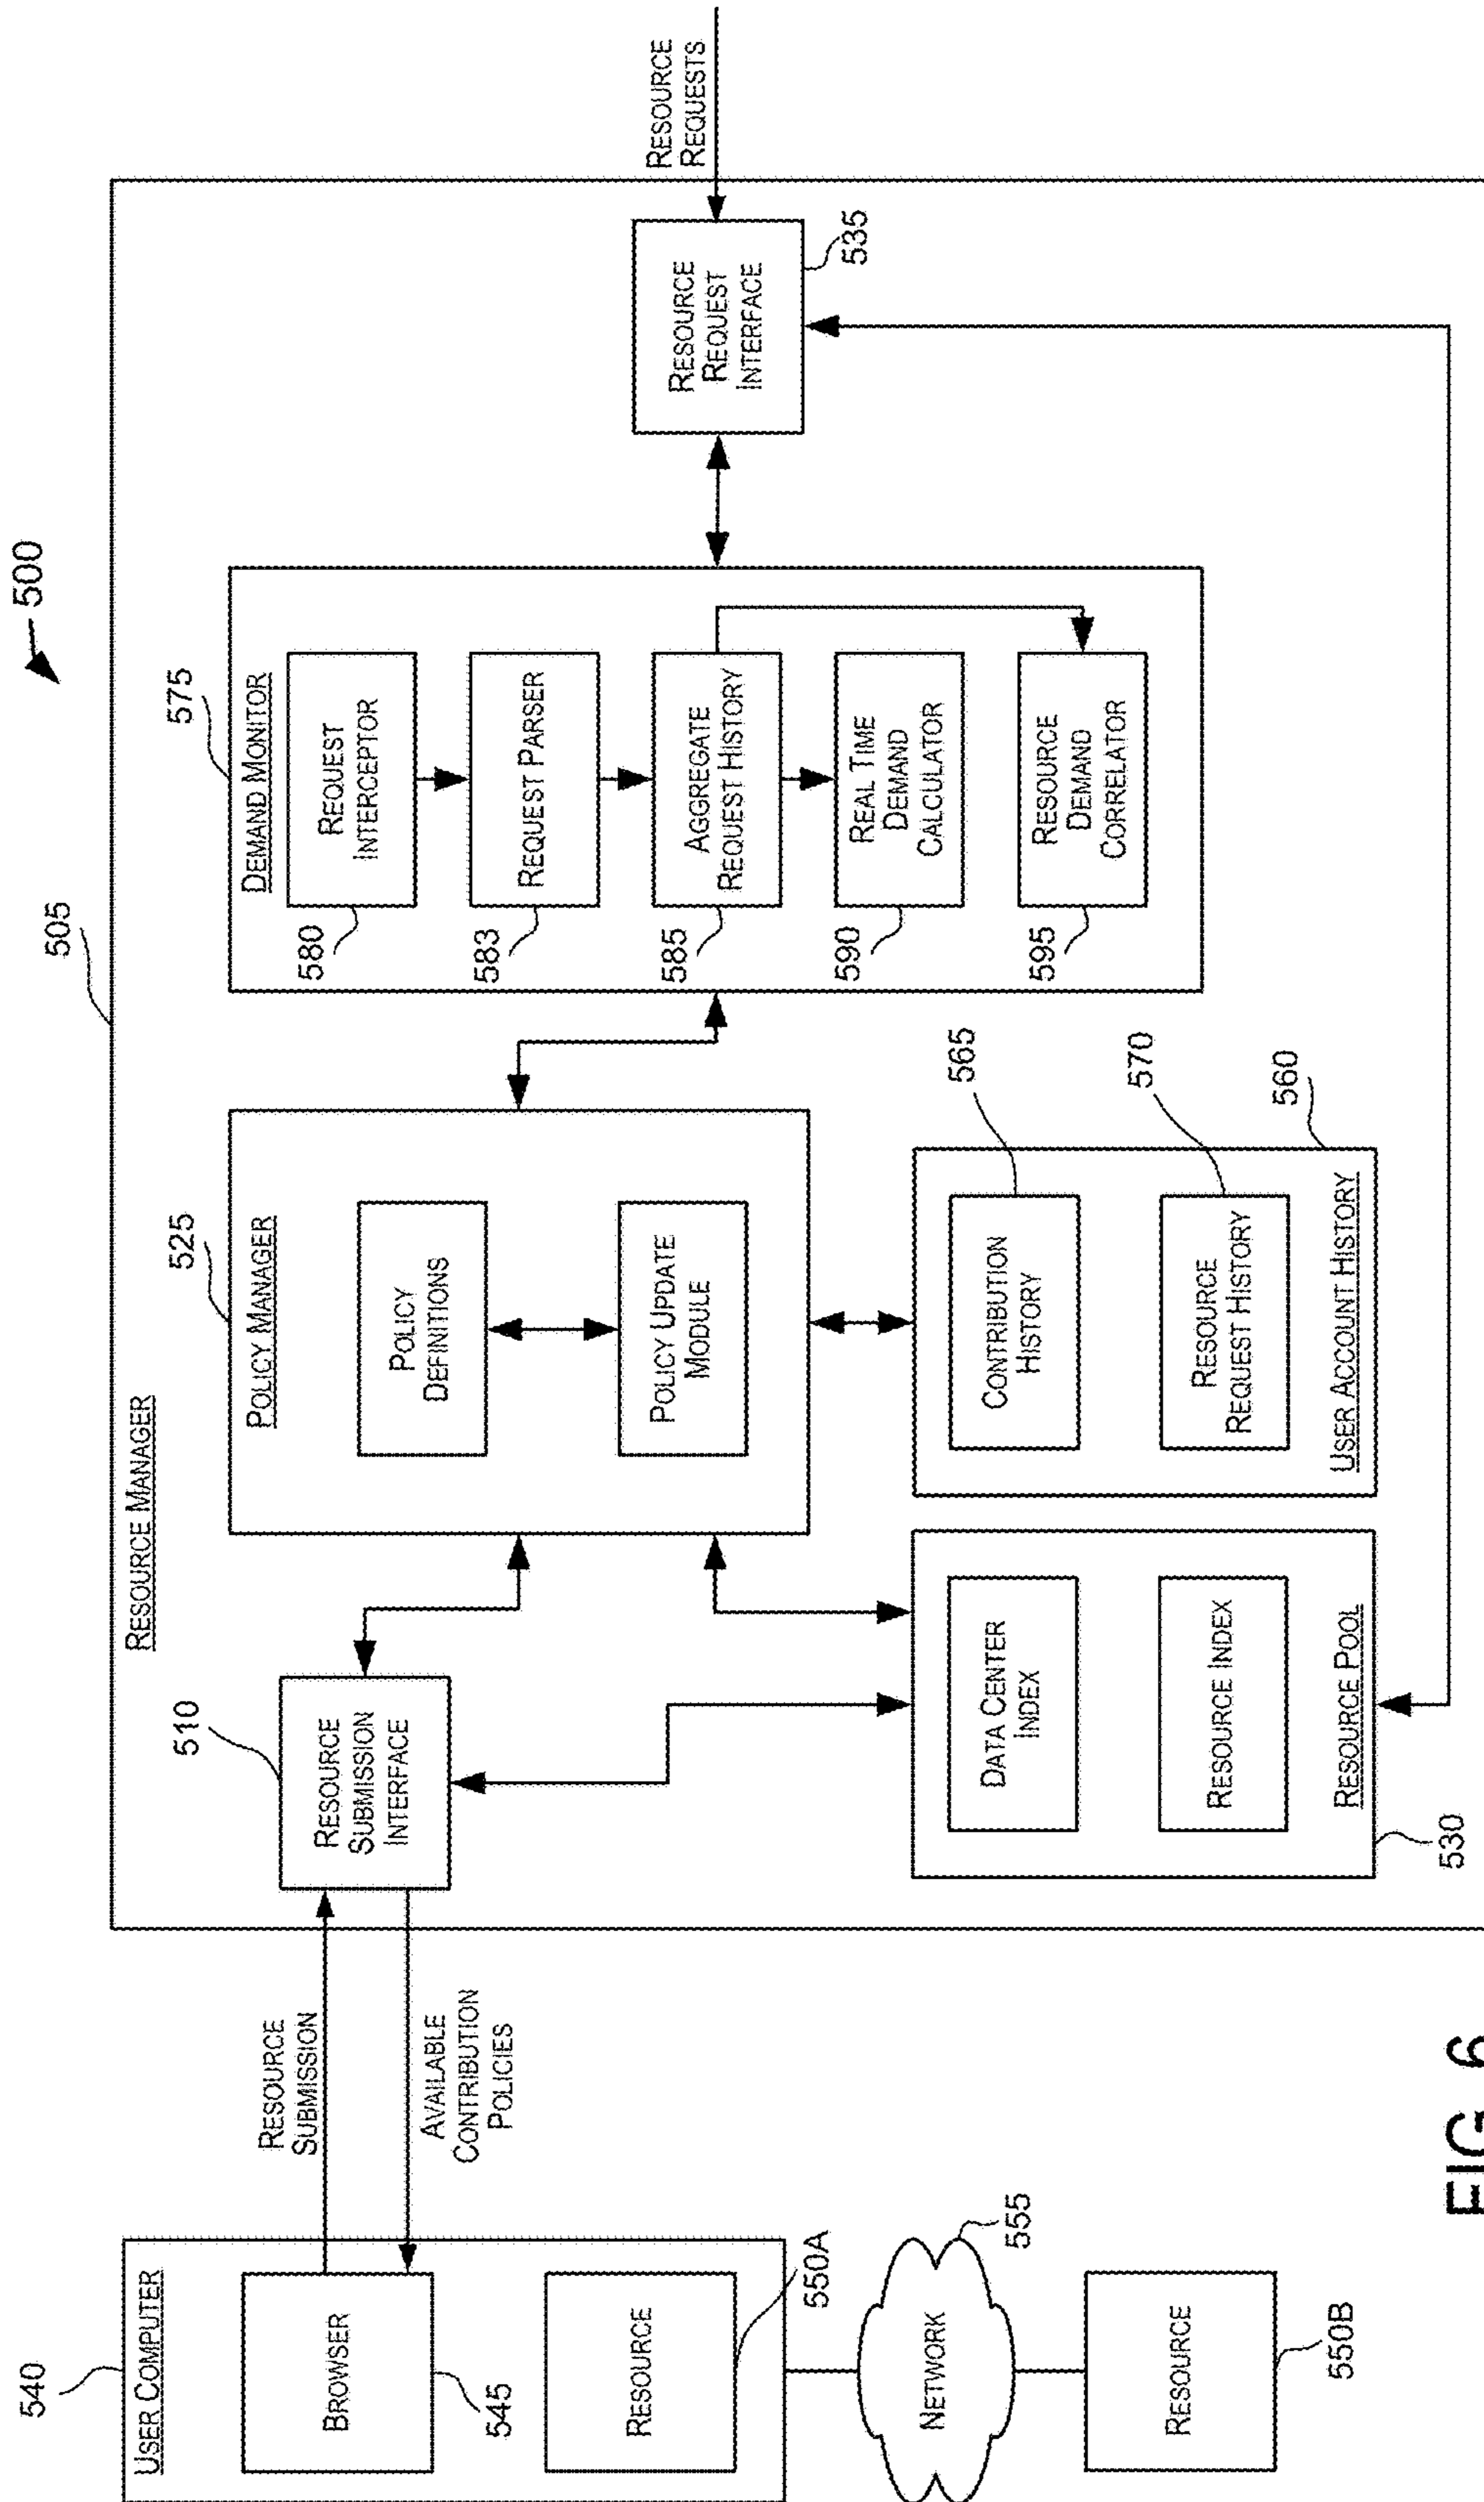 500
540
USER COMPUTER
BROWSER
545
RESOURCE
550A
NETWORK
555
RESOURCE
550B
RESOURCE
SUBMISSION
AVAILABLE
CONTRIBUTION
POLICIES
505
RESOURCE MANAGER
510
RESOURCE
SUBMISSION
INTERFACE
525
POLICY MANAGER
POLICY
DEFINITIONS
POLICY UPDATE
MODULE
DATA CENTER
INDEX
RESOURCE INDEX
RESOURCE POOL
530
CONTRIBUTION
HISTORY
565
RESOURCE
REQUEST HISTORY
570
USER ACCOUNT HISTORY
560
575
DEMAND MONITOR
REQUEST
INTERCEPTOR
580
REQUEST PARSER
583
AGGREGATE
REQUEST HISTORY
585
REAL TIME
DEMAND
CALCULATOR
590
RESOURCE
DEMAND
CORRELATOR
595
RESOURCE
REQUEST
INTERFACE
535
RESOURCE
REQUESTS
FIG. 6